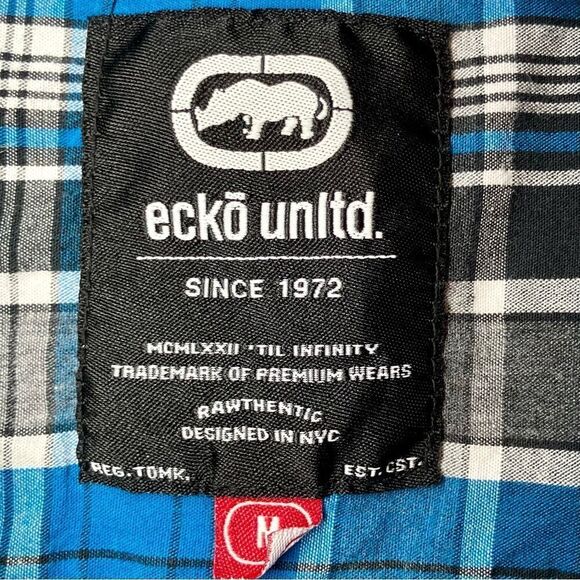 eckō unltd.
SINCE 1972
MCMLXXII 'TIL INFINITY
TRADEMARK OF PREMIUM WEARS
RAWTHENTIC
DESIGNED IN NYC
REG.TDMK. EST. CST.
M